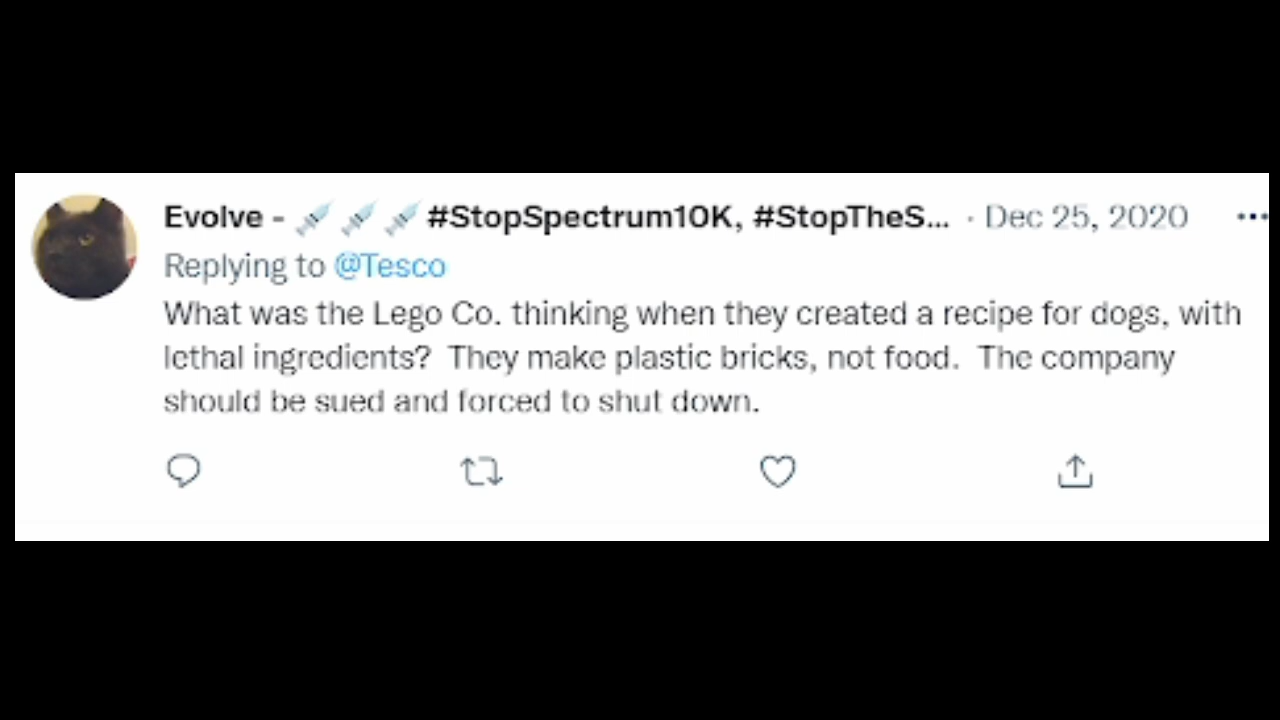 Evolve - 💉 💉 💉 #StopSpectrum10K, #StopTheS... · Dec 25, 2020
Replying to @Tesco
What was the Lego Co. thinking when they created a recipe for dogs, with
lethal ingredients?  They make plastic bricks, not food.  The company
should be sued and forced to shut down.